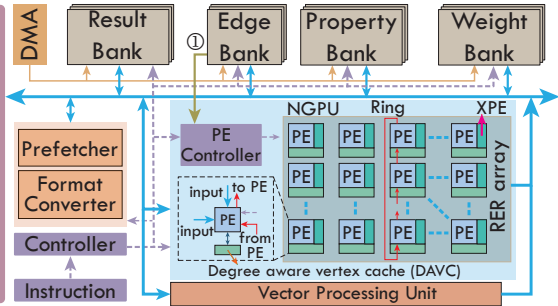 DMA
Result
Bank
Edge
Bank
Property
Bank
Weight
Bank
①
Prefetcher
Format
Converter
Controller
Instruction
PE
Controller
NGPU
Ring
XPE
PE
PE
PE
PE
PE
PE
PE
PE
PE
PE
PE
PE
RER array
input
to PE
PE
input
from
PE
Degree aware vertex cache (DAVC)
Vector Processing Unit